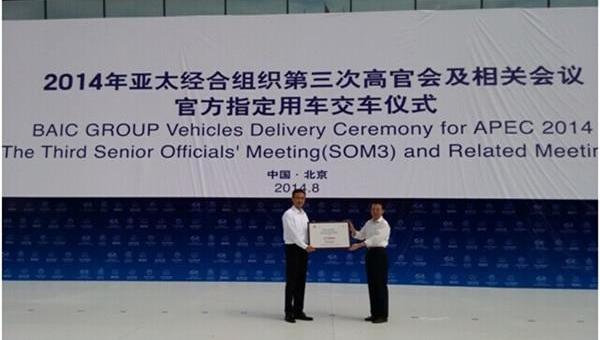 2014年亚太经合组织第三次高官会及相关会议
官方指定用车交车仪式
BAIC GROUP Vehicles Delivery Ceremony for APEC 2014
The Third Senior Officials' Meeting(SOM3) and Related Meetin
中国·北京
2014.8